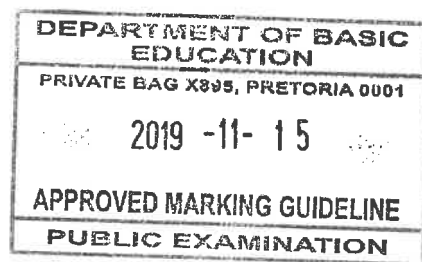 DEPARTMENT OF BASIC
EDUCATION
PRIVATE BAG X895, PRETORIA 0001
2019 -11- 15
APPROVED MARKING GUIDELINE
PUBLIC EXAMINATION